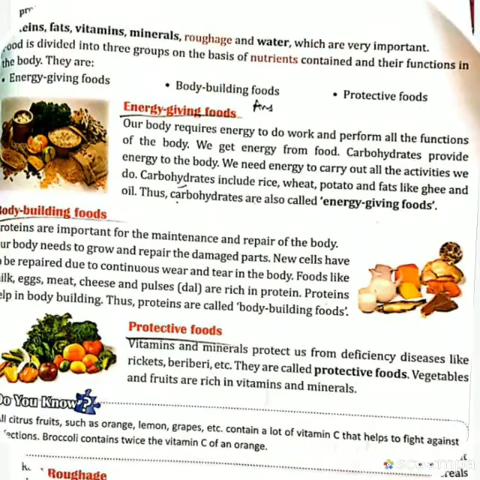 pr
eins, fats, vitamins, minerals, roughage and water, which are very important.
ood is divided into three groups on the basis of nutrients contained and their functions in
the body. They are:
• Energy-giving foods • Body-building foods • Protective foods
Energy-giving foods
Our body requires energy to do work and perform all the functions
of the body. We get energy from food. Carbohydrates provide
energy to the body. We need energy to carry out all the activities we
do. Carbohydrates include rice, wheat, potato and fats like ghee and
oil. Thus, carbohydrates are also called 'energy-giving foods'.
ody-building foods
roteins are important for the maintenance and repair of the body.
ur body needs to grow and repair the damaged parts. New cells have
be repaired due to continuous wear and tear in the body. Foods like
ilk, eggs, meat, cheese and pulses (dal) are rich in protein. Proteins
elp in body building. Thus, proteins are called 'body-building foods'.
Protective foods
Vitamins and minerals protect us from deficiency diseases like
rickets, beriberi, etc. They are called protective foods. Vegetables
and fruits are rich in vitamins and minerals.
Do You Know?
ll citrus fruits, such as orange, lemon, grapes, etc. contain a lot of vitamin C that helps to fight against
ections. Broccoli contains twice the vitamin C of an orange.
Roughage
reals